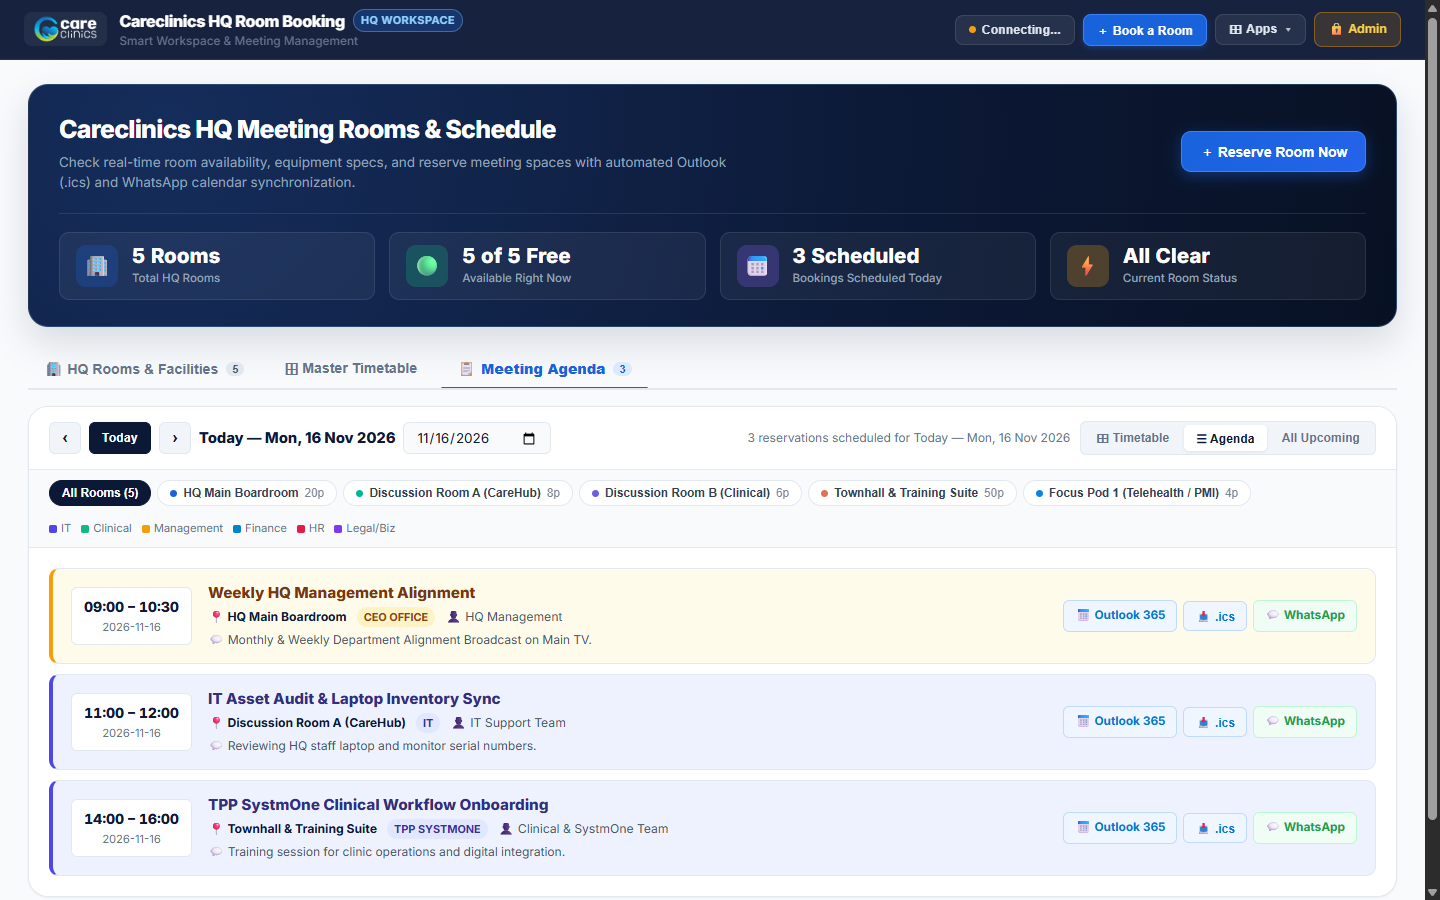 care clinics
Careclinics HQ Room Booking HQ WORKSPACE
Smart Workspace & Meeting Management
Connecting...
+ Book a Room
Apps ▾
Admin
Careclinics HQ Meeting Rooms & Schedule
Check real-time room availability, equipment specs, and reserve meeting spaces with automated Outlook
(.ics) and WhatsApp calendar synchronization.
+ Reserve Room Now
5 Rooms
Total HQ Rooms
5 of 5 Free
Available Right Now
3 Scheduled
Bookings Scheduled Today
All Clear
Current Room Status
HQ Rooms & Facilities 5
Master Timetable
Meeting Agenda 3
‹ Today › Today — Mon, 16 Nov 2026 11/16/2026
3 reservations scheduled for Today — Mon, 16 Nov 2026
Timetable
☰ Agenda
All Upcoming
All Rooms (5)
HQ Main Boardroom 20p
Discussion Room A (CareHub) 8p
Discussion Room B (Clinical) 6p
Townhall & Training Suite 50p
Focus Pod 1 (Telehealth / PMI) 4p
IT Clinical Management Finance HR Legal/Biz
09:00 – 10:30
2026-11-16
Weekly HQ Management Alignment
HQ Main Boardroom CEO OFFICE HQ Management
Monthly & Weekly Department Alignment Broadcast on Main TV.
Outlook 365 .ics WhatsApp
11:00 – 12:00
2026-11-16
IT Asset Audit & Laptop Inventory Sync
Discussion Room A (CareHub) IT IT Support Team
Reviewing HQ staff laptop and monitor serial numbers.
Outlook 365 .ics WhatsApp
14:00 – 16:00
2026-11-16
TPP SystmOne Clinical Workflow Onboarding
Townhall & Training Suite TPP SYSTMONE Clinical & SystmOne Team
Training session for clinic operations and digital integration.
Outlook 365 .ics WhatsApp